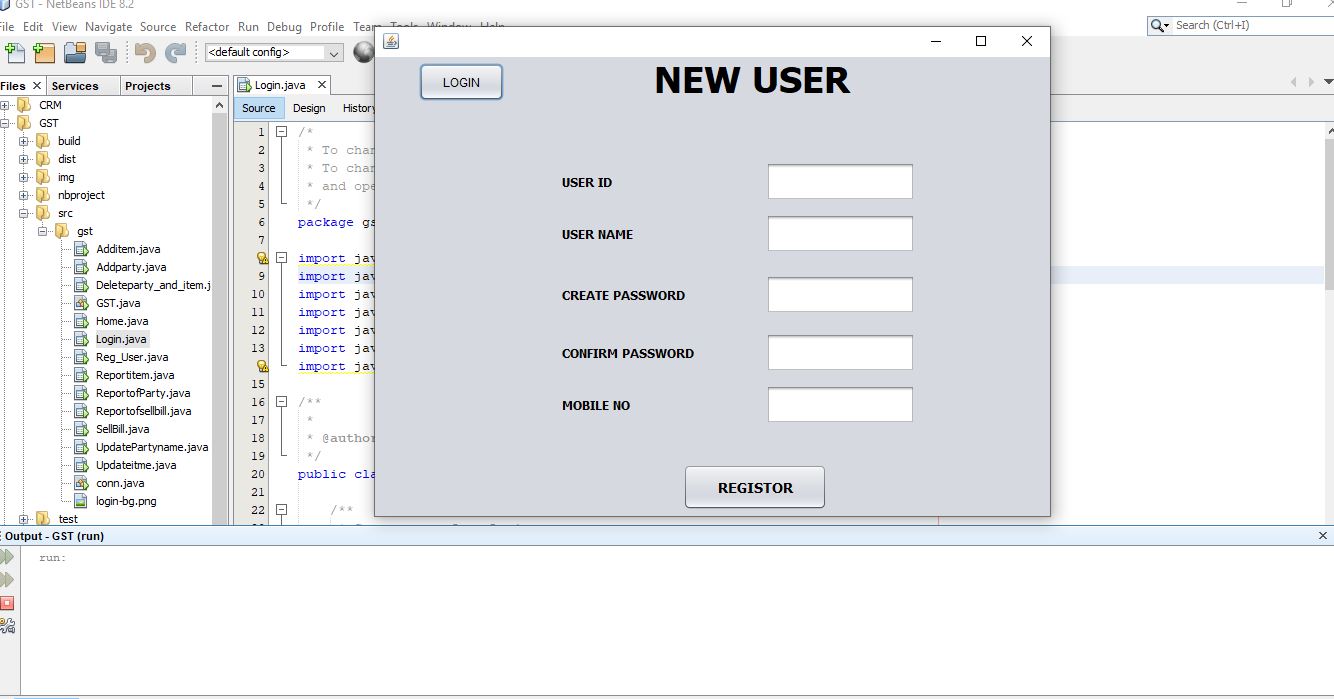 GST - NetBeans IDE 8.2
File Edit View Navigate Source Refactor Run Debug Profile Team Tools Window Help
Search (Ctrl+I)
<default config>
Files Services Projects
Login.java
Source Design History
CRM
GST
build
dist
img
nbproject
src
gst
Additem.java
Addparty.java
Deleteparty_and_item.j
GST.java
Home.java
Login.java
Reg_User.java
Reportitem.java
ReportofParty.java
Reportofsellbill.java
SellBill.java
UpdatePartyname.java
Updateitme.java
conn.java
login-bg.png
test
1 /*
2 * To char
3 * To char
4 * and ope
5 */
6 package gs
7
import jav
9 import jav
10 import jav
11 import jav
12 import jav
13 import jav
import jav
15
16 /**
17 *
18 * @author
19 */
20 public cla
21
22 /**
LOGIN
NEW USER
USER ID
USER NAME
CREATE PASSWORD
CONFIRM PASSWORD
MOBILE NO
REGISTOR
Output - GST (run)
run: